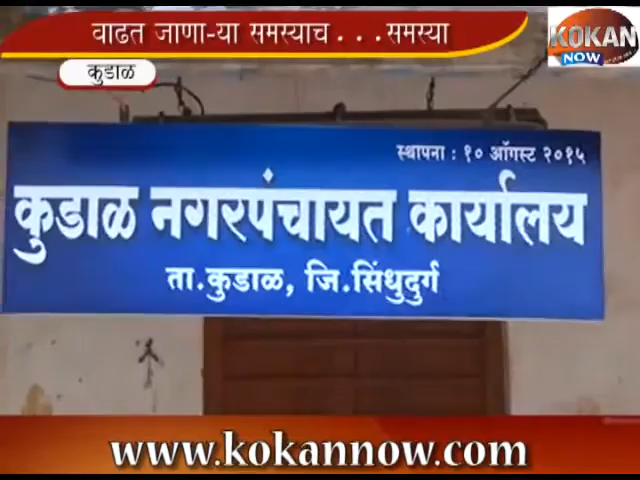 वाढत जाणा-या समस्याच . . . समस्या
KOKAN
NOW
कुडाळ
स्थापना : १० ऑगस्ट २०१५
कुडाळ नगरपंचायत कार्यालय
ता.कुडाळ, जि.सिंधुदुर्ग
www.kokannow.com